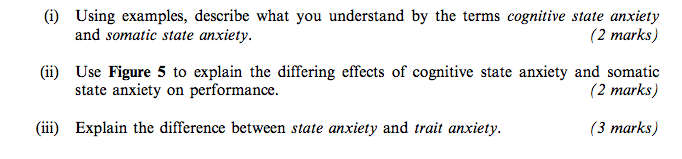 (i) Using examples, describe what you understand by the terms cognitive state anxiety
and somatic state anxiety. (2 marks)
(ii) Use Figure 5 to explain the differing effects of cognitive state anxiety and somatic
state anxiety on performance. (2 marks)
(iii) Explain the difference between state anxiety and trait anxiety. (3 marks)